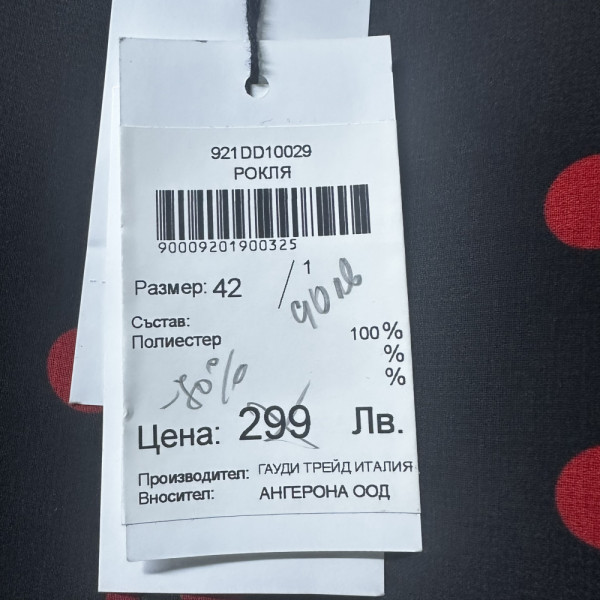 921DD10029
РОКЛЯ
90009201900325
Размер: 42 / 1
90 лв
Състав:
Полиестер 100%
%
%
-80%
Цена: 299 Лв.
Производител: ГАУДИ ТРЕЙД ИТАЛИЯ
Вносител: АНГЕРОНА ООД